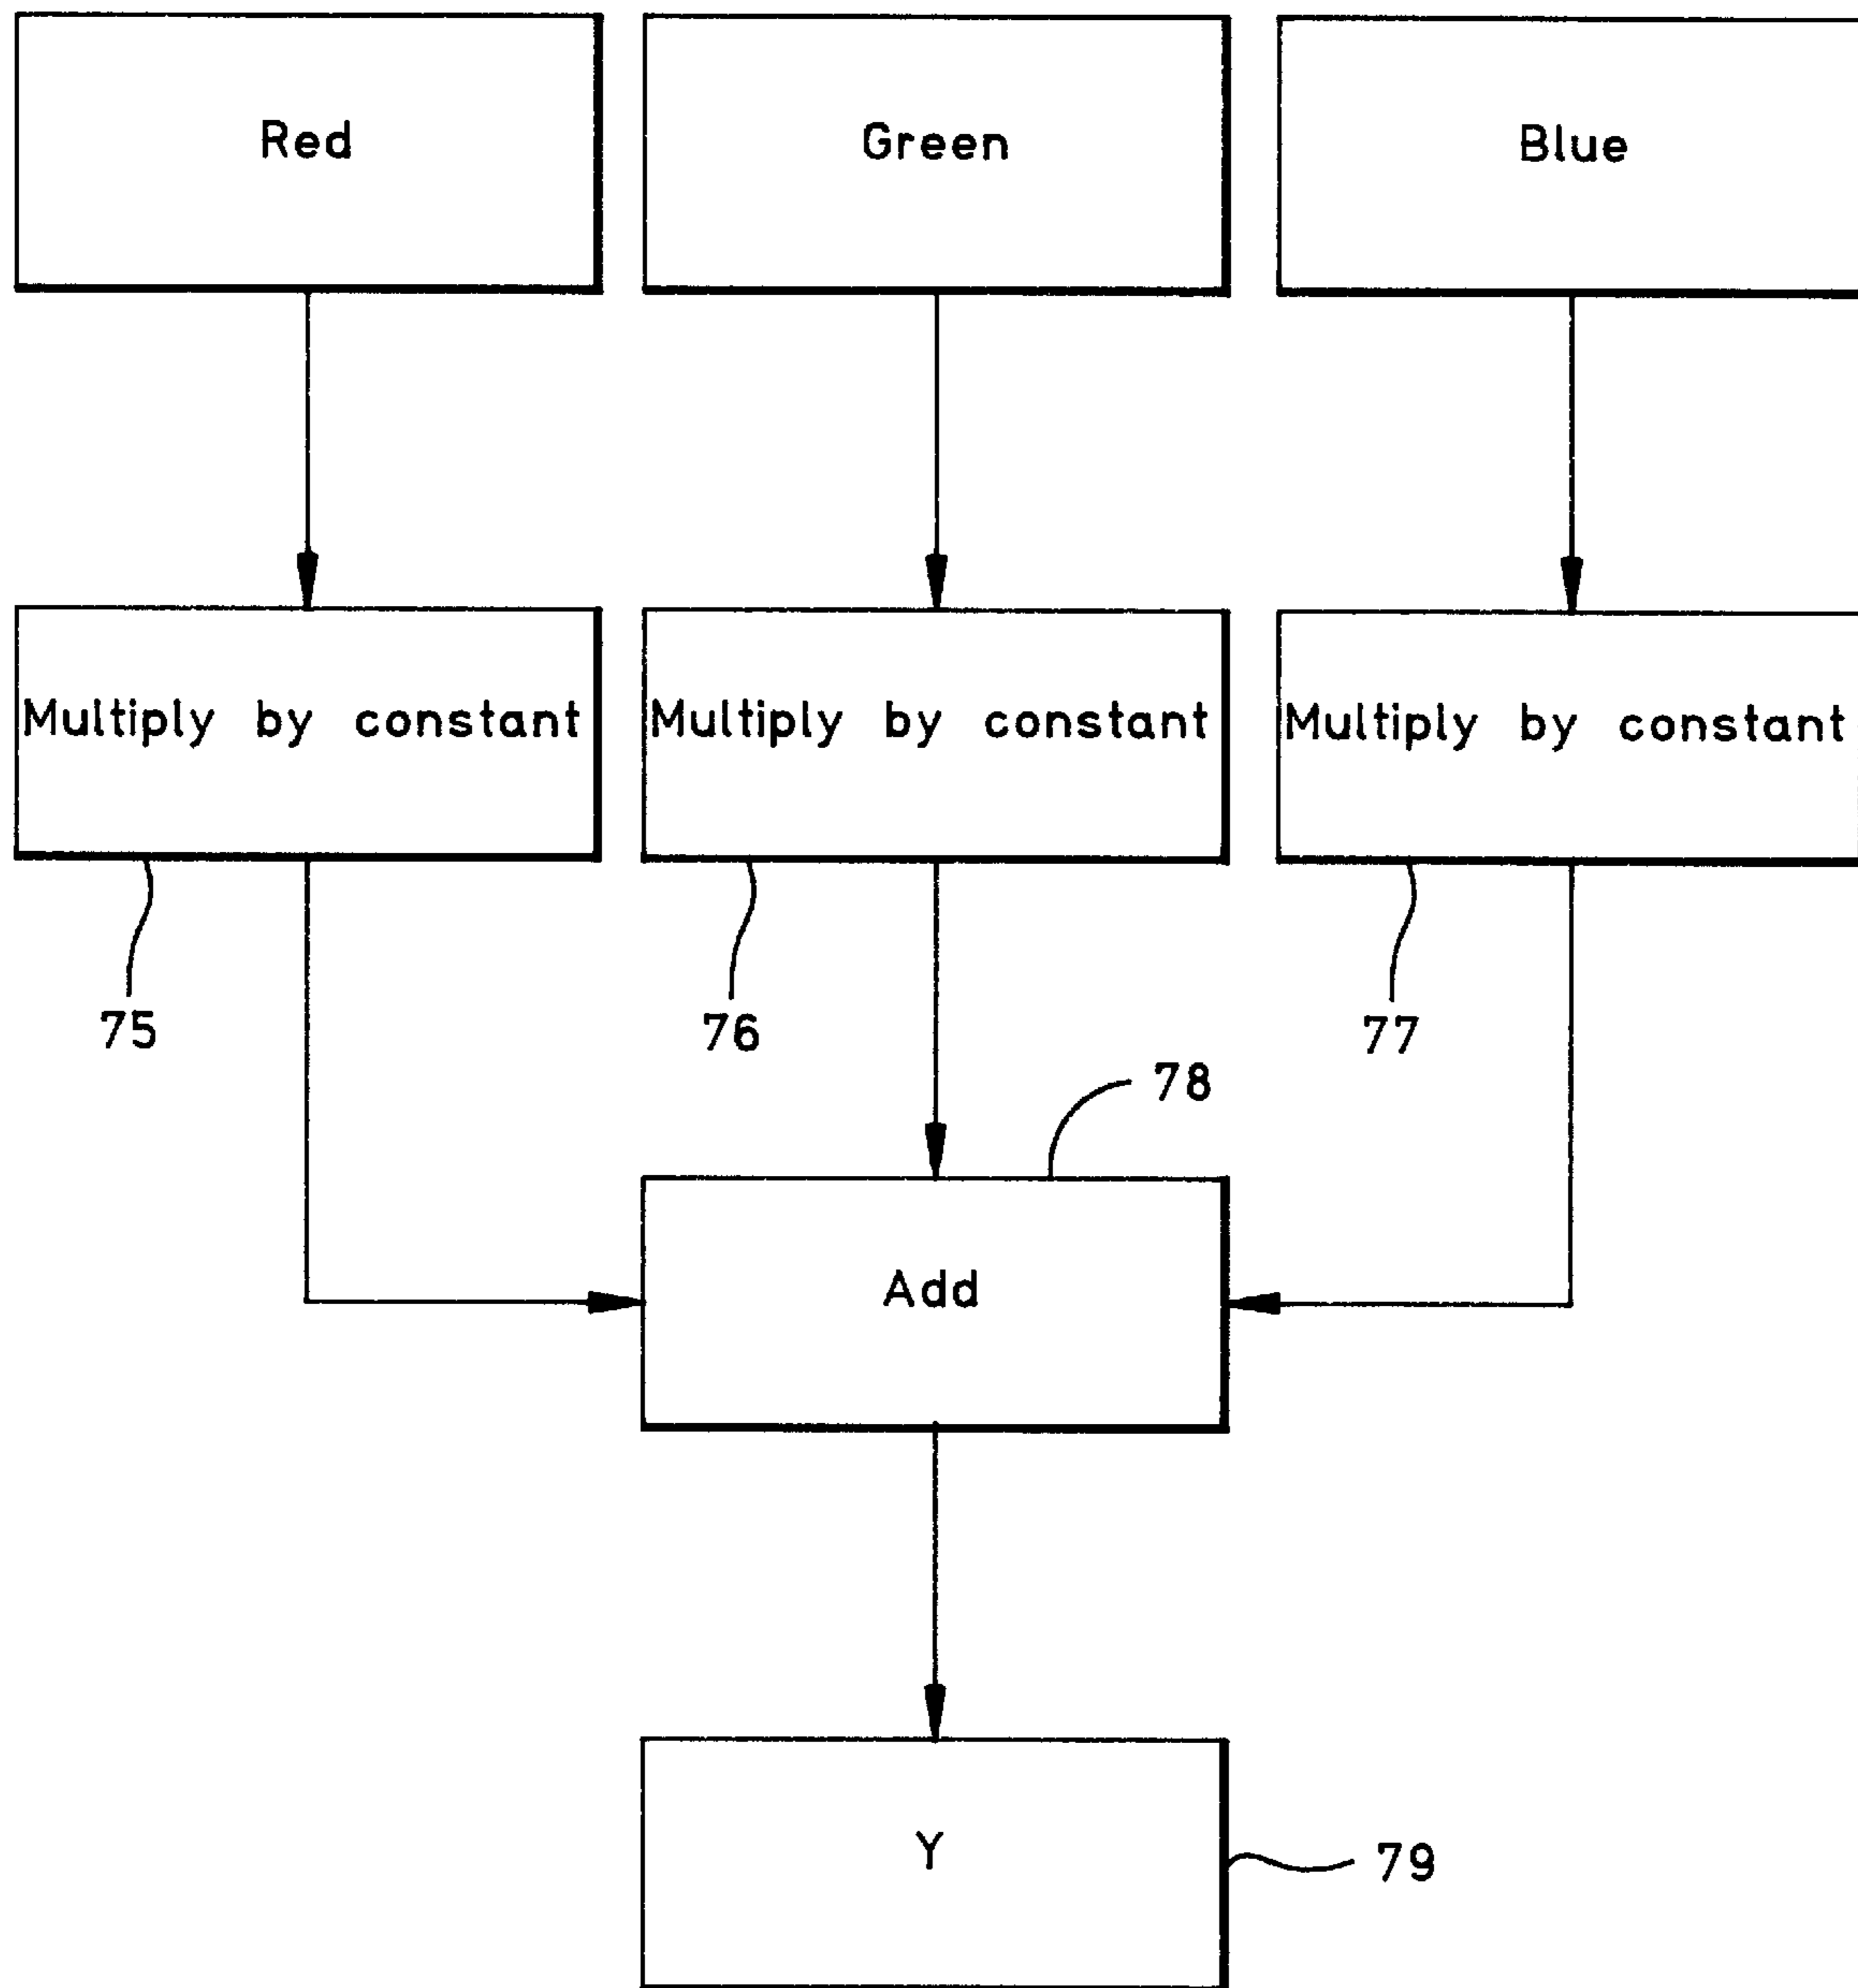 Red
Green
Blue
Multiply by constant
Multiply by constant
Multiply by constant
75
76
77
78
Add
Y
79